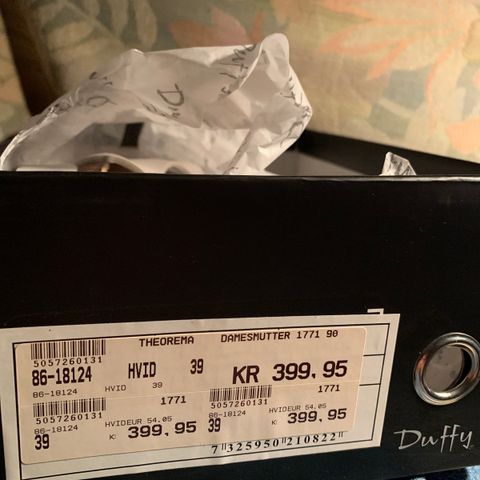 THEOREMA DAMESMUTTER 1771 90
5057260131
86-18124 HVID 39 KR 399.95
86-18124 HVID 39
1771
5057260131
1771
5057260131
86-18124
HVIDEUR 54.05
39
399,95
86-18124
HVIDEUR 54.05
39
K 399.95
7 325950 210822
Duffy